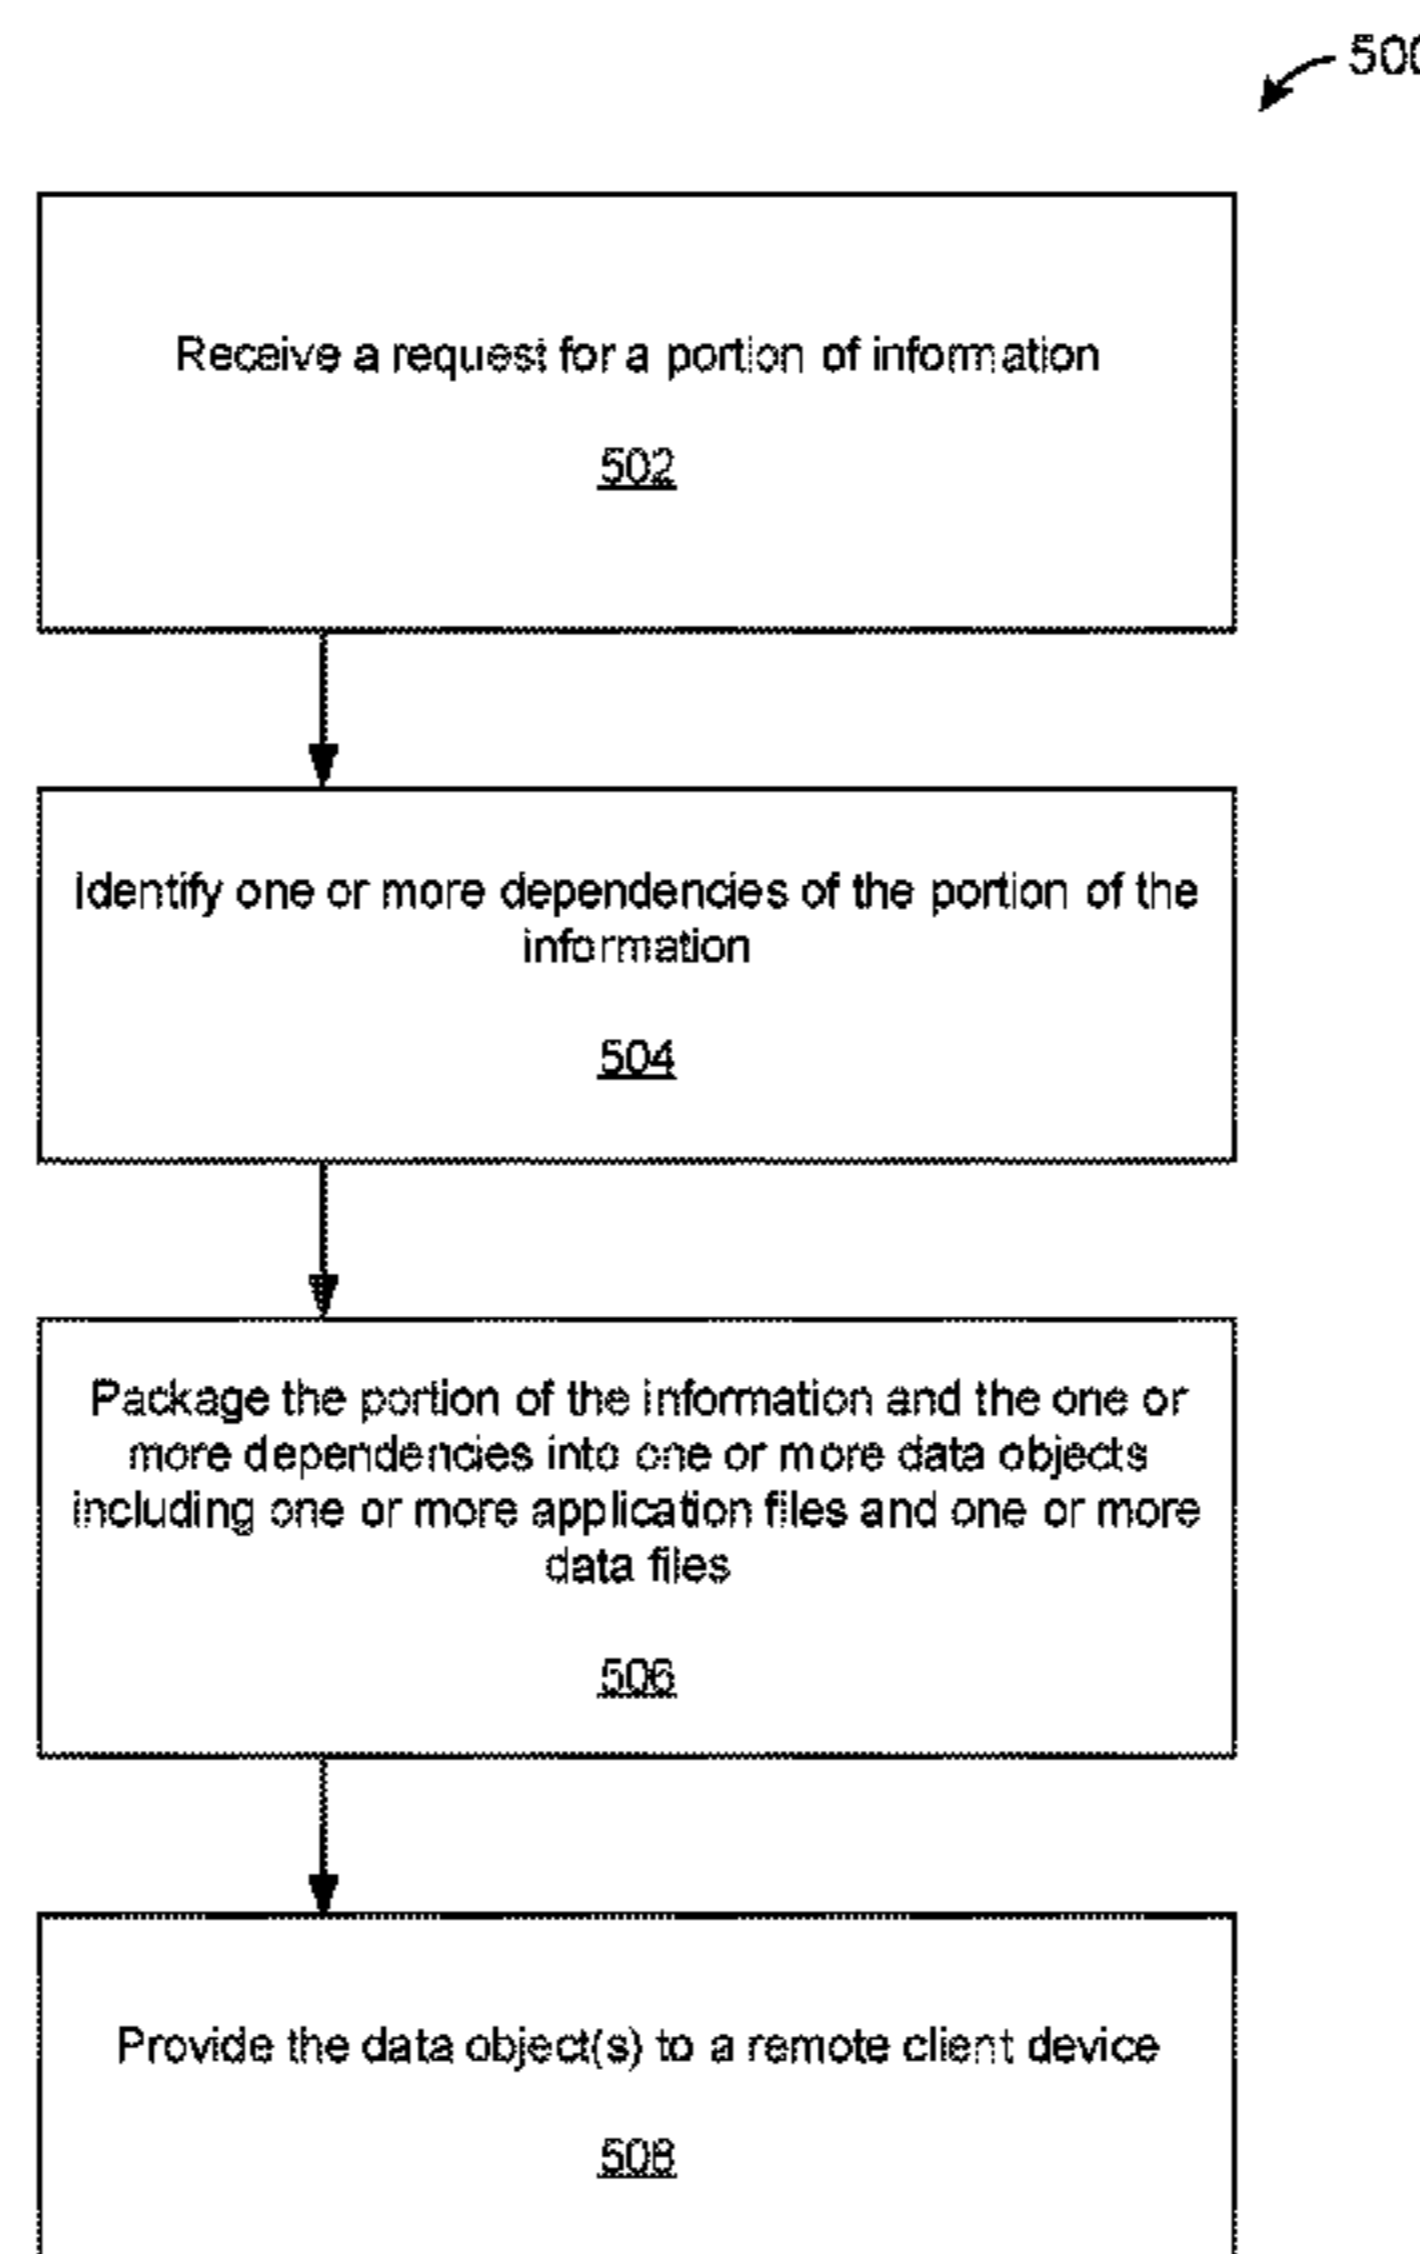 500
Receive a request for a portion of information
502
Identify one or more dependencies of the portion of the
information
504
Package the portion of the information and the one or
more dependencies into one or more data objects
including one or more application files and one or more
data files
506
Provide the data object(s) to a remote client device
508